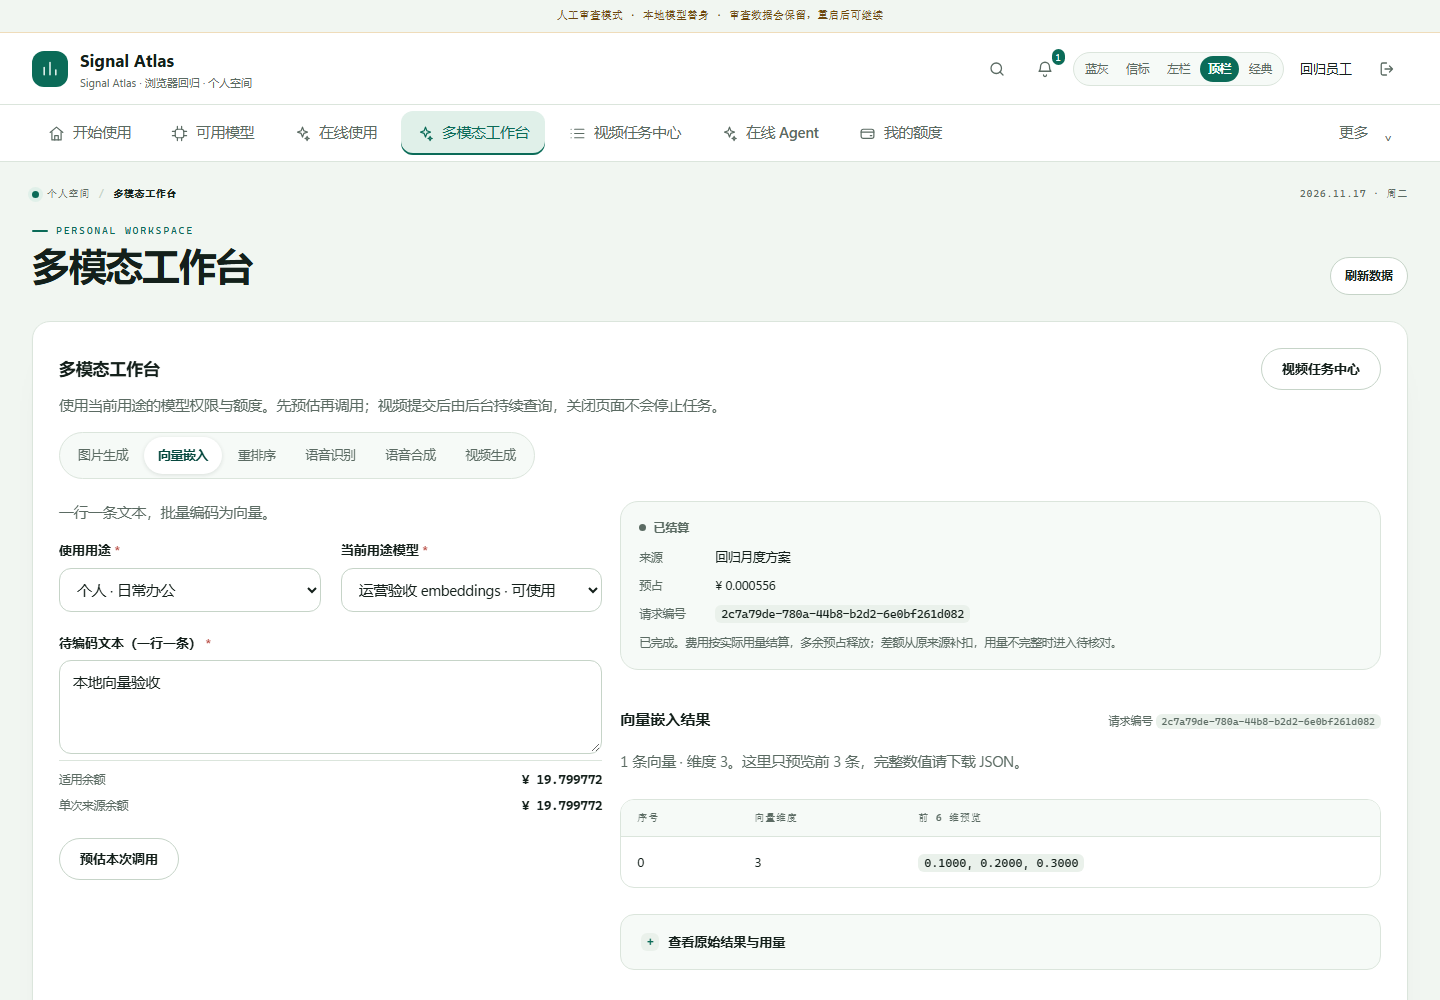 人工审查模式 · 本地模型替身 · 审查数据会保留，重启后可继续
Signal Atlas
Signal Atlas · 浏览器回归 · 个人空间
1
蓝灰 信标 左栏 顶栏 经典
回归员工
开始使用 可用模型 在线使用 多模态工作台 视频任务中心 在线 Agent 我的额度 更多
个人空间 / 多模态工作台
2026.11.17 · 周二
PERSONAL WORKSPACE
多模态工作台
刷新数据
多模态工作台
视频任务中心
使用当前用途的模型权限与额度。先预估再调用；视频提交后由后台持续查询，关闭页面不会停止任务。
图片生成 向量嵌入 重排序 语音识别 语音合成 视频生成
一行一条文本，批量编码为向量。
使用用途 * 当前用途模型 *
个人 · 日常办公 运营验收 embeddings · 可使用
待编码文本（一行一条） *
本地向量验收
适用余额 ¥ 19.799772
单次来源余额 ¥ 19.799772
预估本次调用
已结算
来源 回归月度方案
预占 ¥ 0.000556
请求编号 2c7a79de-780a-44b8-b2d2-6e0bf261d082
已完成。费用按实际用量结算，多余预占释放；差额从原来源补扣，用量不完整时进入待核对。
向量嵌入结果
请求编号 2c7a79de-780a-44b8-b2d2-6e0bf261d082
1 条向量 · 维度 3。这里只预览前 3 条，完整数值请下载 JSON。
序号 向量维度 前 6 维预览
0 3 0.1000, 0.2000, 0.3000
+ 查看原始结果与用量